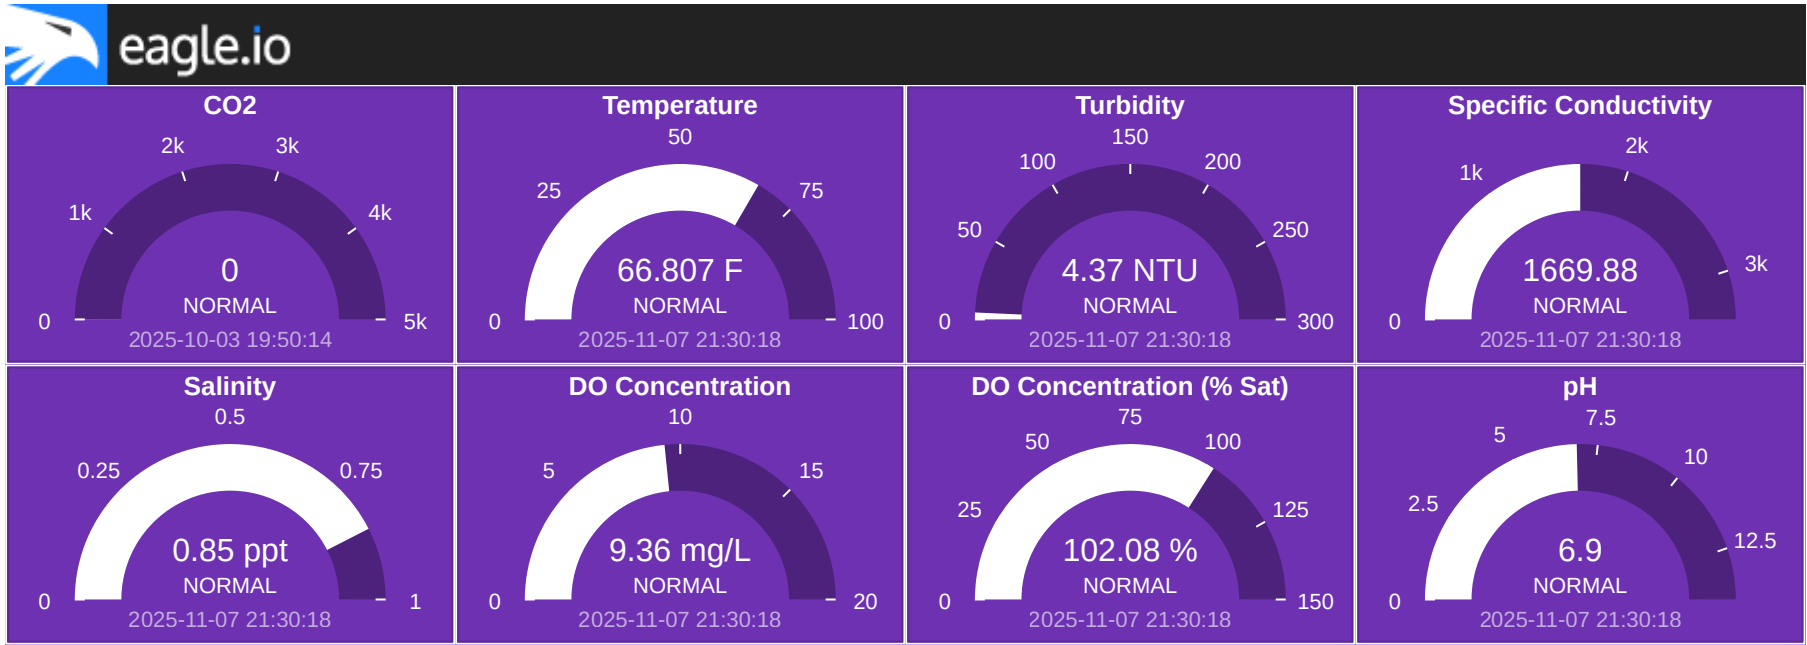 eagle.io
CO2
0
1k
2k
3k
4k
5k
0
NORMAL
2025-10-03 19:50:14
Temperature
0
25
50
75
100
66.807 F
NORMAL
2025-11-07 21:30:18
Turbidity
0
50
100
150
200
250
300
4.37 NTU
NORMAL
2025-11-07 21:30:18
Specific Conductivity
0
1k
2k
3k
1669.88
NORMAL
2025-11-07 21:30:18
Salinity
0
0.25
0.5
0.75
1
0.85 ppt
NORMAL
2025-11-07 21:30:18
DO Concentration
0
5
10
15
20
9.36 mg/L
NORMAL
2025-11-07 21:30:18
DO Concentration (% Sat)
0
25
50
75
100
125
150
102.08 %
NORMAL
2025-11-07 21:30:18
pH
0
2.5
5
7.5
10
12.5
6.9
NORMAL
2025-11-07 21:30:18